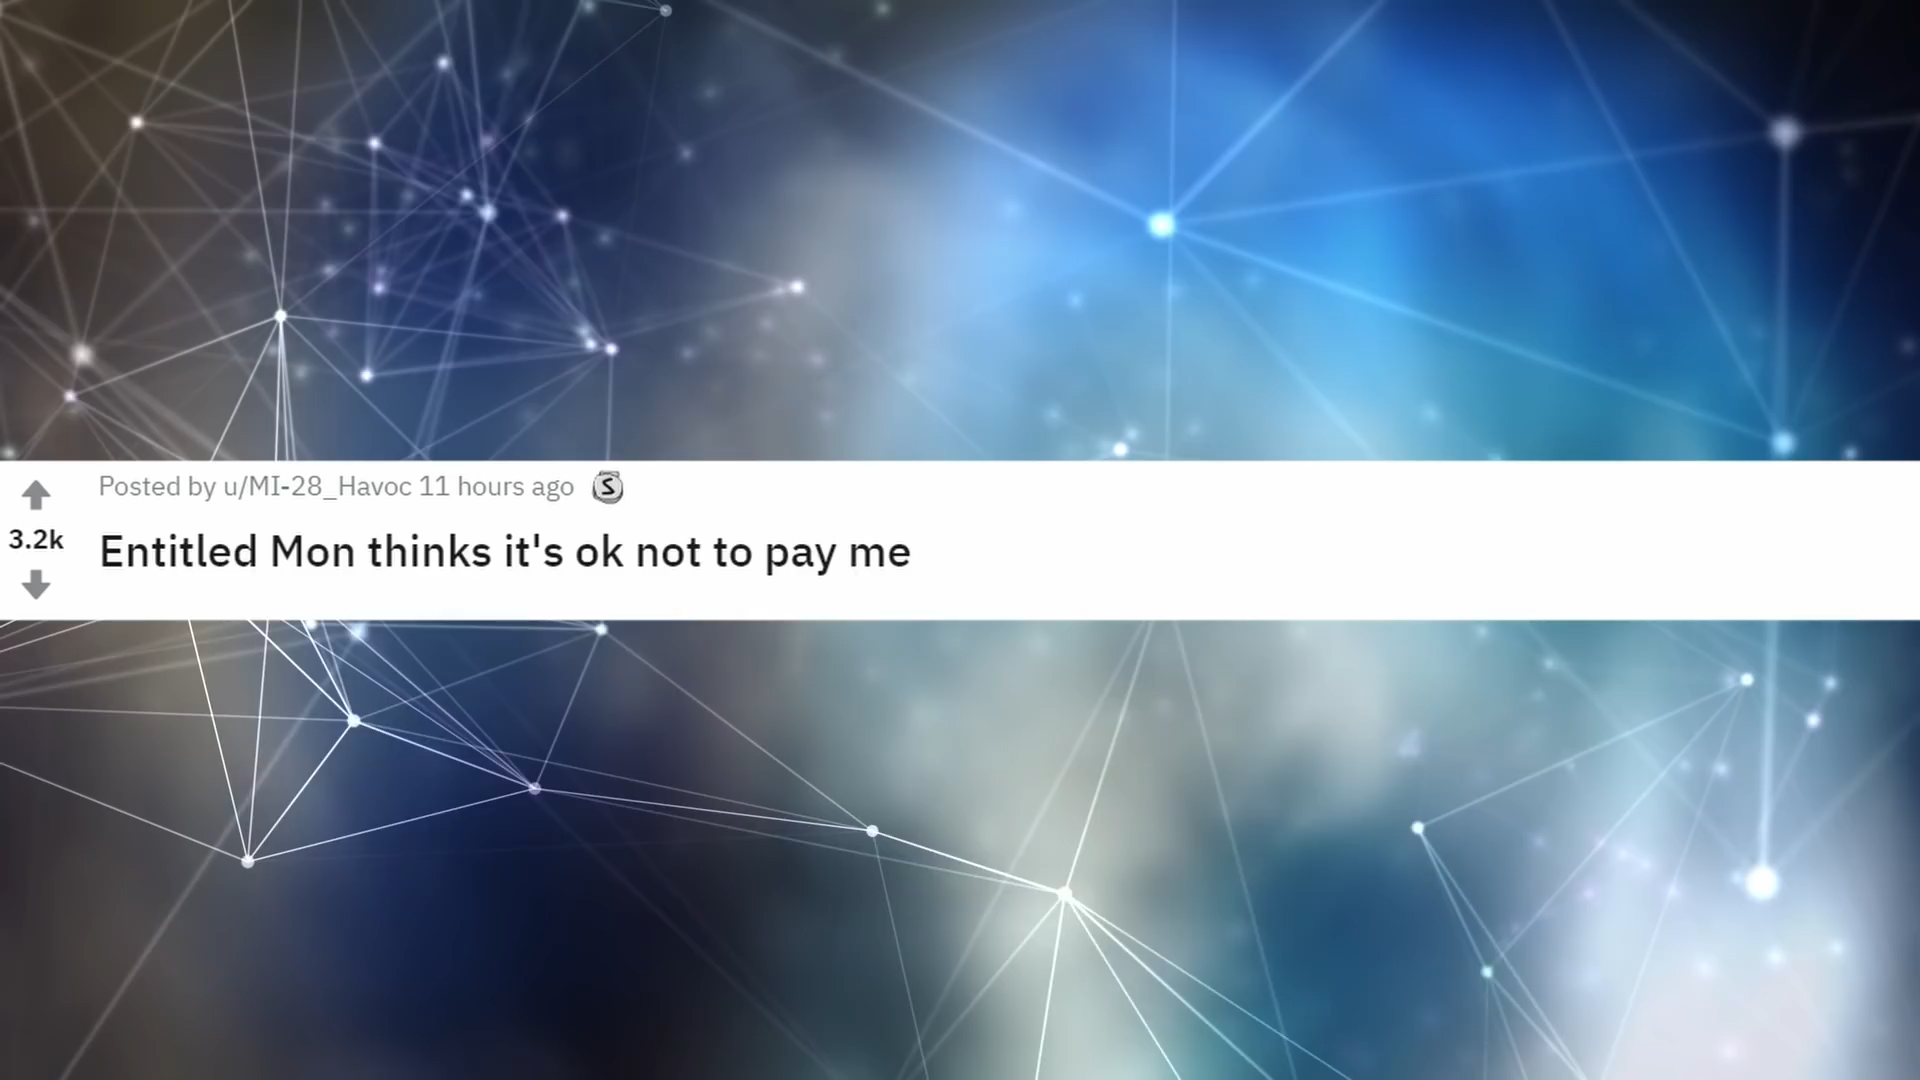 Posted by u/MI-28_Havoc 11 hours ago S
3.2k
Entitled Mon thinks it's ok not to pay me